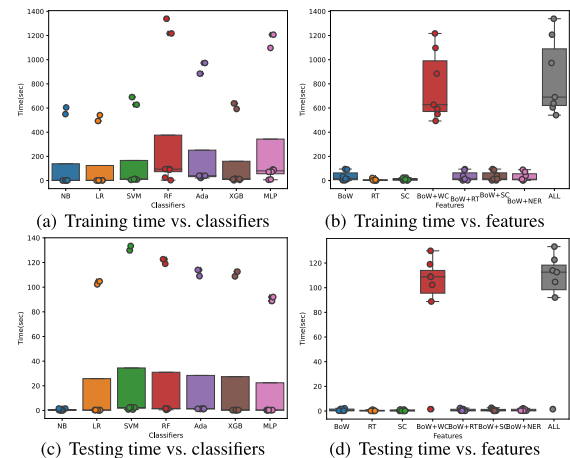 1400
1200
1000
800
600
400
200
0
Time(sec)
NB LR SVM RF Ada XGB MLP
Classifiers
(a) Training time vs. classifiers
1400
1200
1000
800
600
400
200
0
Time(sec)
BoW RT SC BoW+WC BoW+RT BoW+SC BoW+NER ALL
Features
(b) Training time vs. features
140
120
100
80
60
40
20
0
Time(sec)
NB LR SVM RF Ada XGB MLP
Classifiers
(c) Testing time vs. classifiers
120
100
80
60
40
20
0
Time(sec)
BoW RT SC BoW+WC BoW+RT BoW+SC BoW+NER ALL
Features
(d) Testing time vs. features